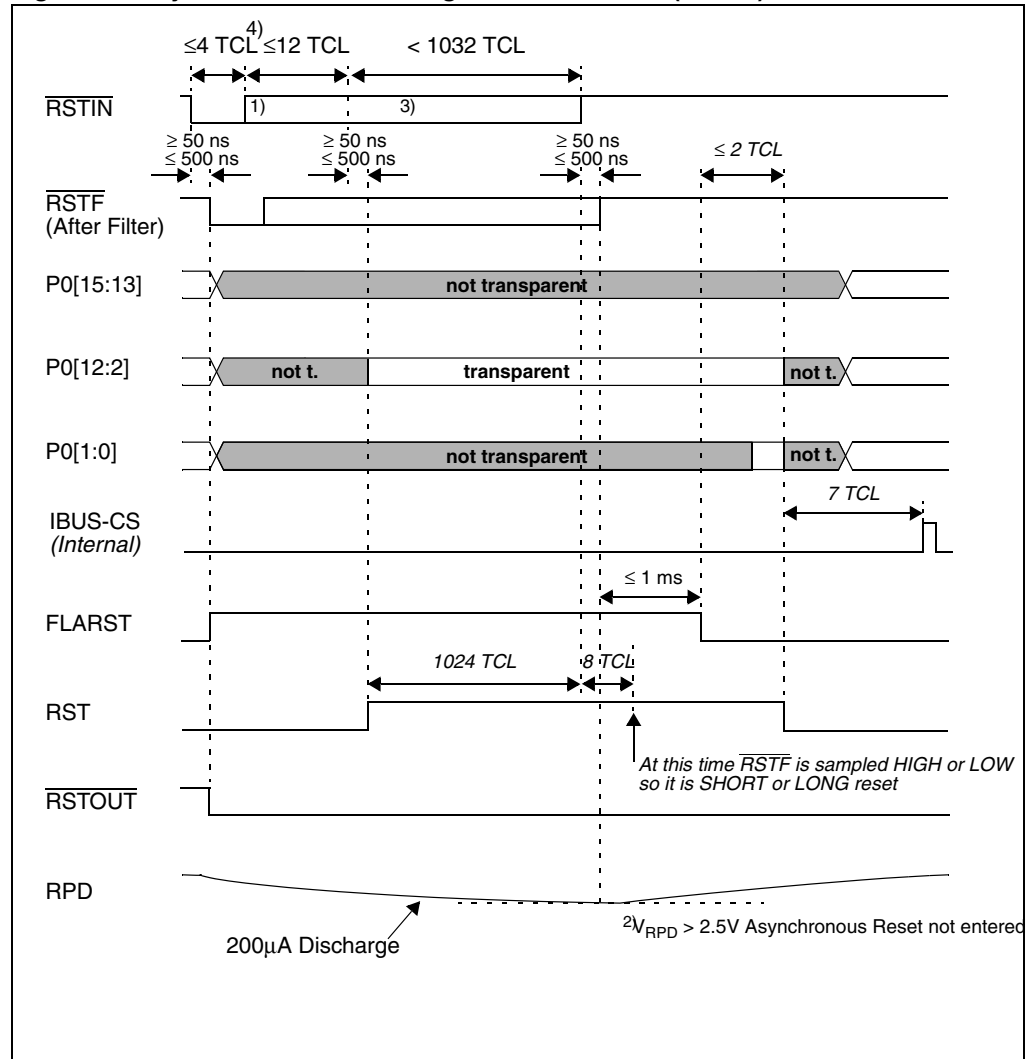 4)
≤4 TCL ≤12 TCL < 1032 TCL
RSTIN 1) 3)
≥ 50 ns ≥ 50 ns ≥ 50 ns ≤ 2 TCL
≤ 500 ns ≤ 500 ns ≤ 500 ns
RSTF
(After Filter)
P0[15:13] not transparent
P0[12:2] not t. transparent not t.
P0[1:0] not transparent not t.
7 TCL
IBUS-CS
(Internal)
≤ 1 ms
FLARST
1024 TCL 8 TCL
RST
At this time RSTF is sampled HIGH or LOW
so it is SHORT or LONG reset
RSTOUT
RPD
2) VRPD > 2.5V Asynchronous Reset not entered
200μA Discharge